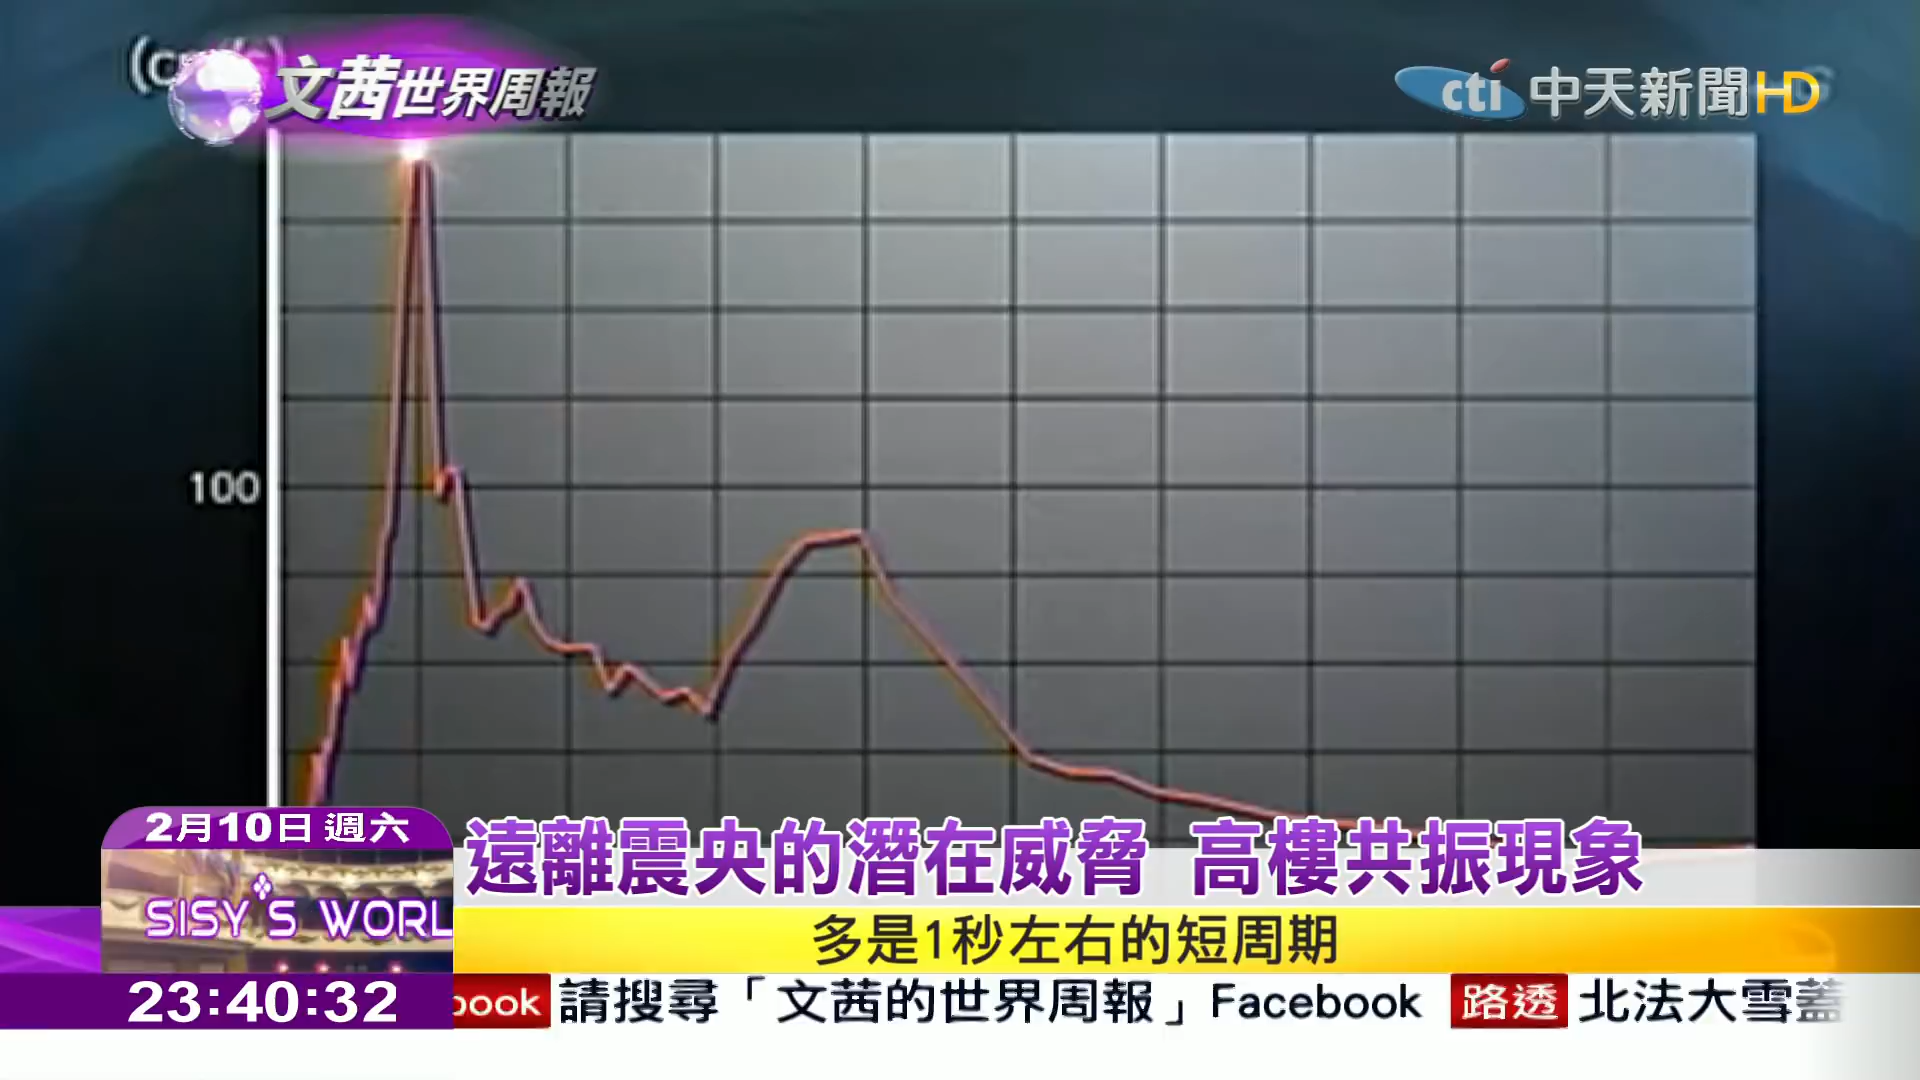 文茜世界周報
cti 中天新聞HD
100
2月10日 週六
遠離震央的潛在威脅 高樓共振現象
SISY'S WORL
多是1秒左右的短周期
23:40:32
book 請搜尋「文茜的世界周報」Facebook 路透 北法大雪蓋